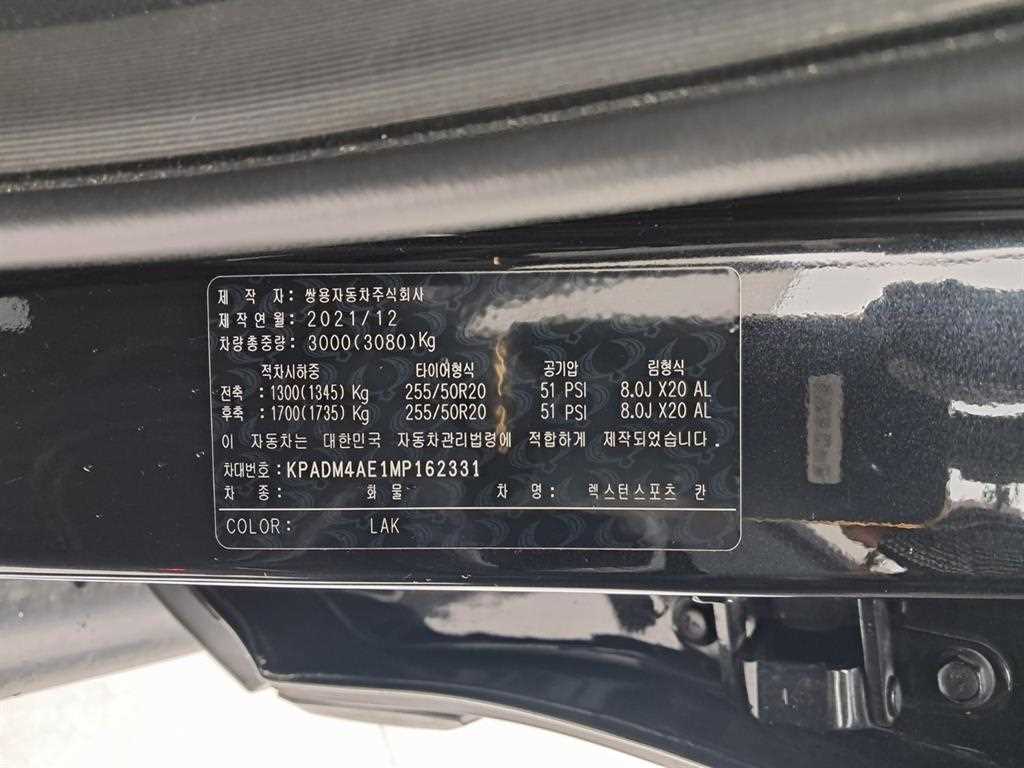 제 작 자: 쌍용자동차주식회사
제작연월: 2021/12
차량총중량: 3000(3080)Kg
적차시하중 타이어형식 공기압 림형식
전축: 1300(1345) Kg 255/50R20 51 PSI 8.0J X20 AL
후축: 1700(1735) Kg 255/50R20 51 PSI 8.0J X20 AL
이 자동차는 대한민국 자동차관리법령에 적합하게 제작되었습니다.
차대번호: KPADM4AE1MP162331
차 종: 화 물 차 명: 렉스턴스포츠 칸
COLOR: LAK